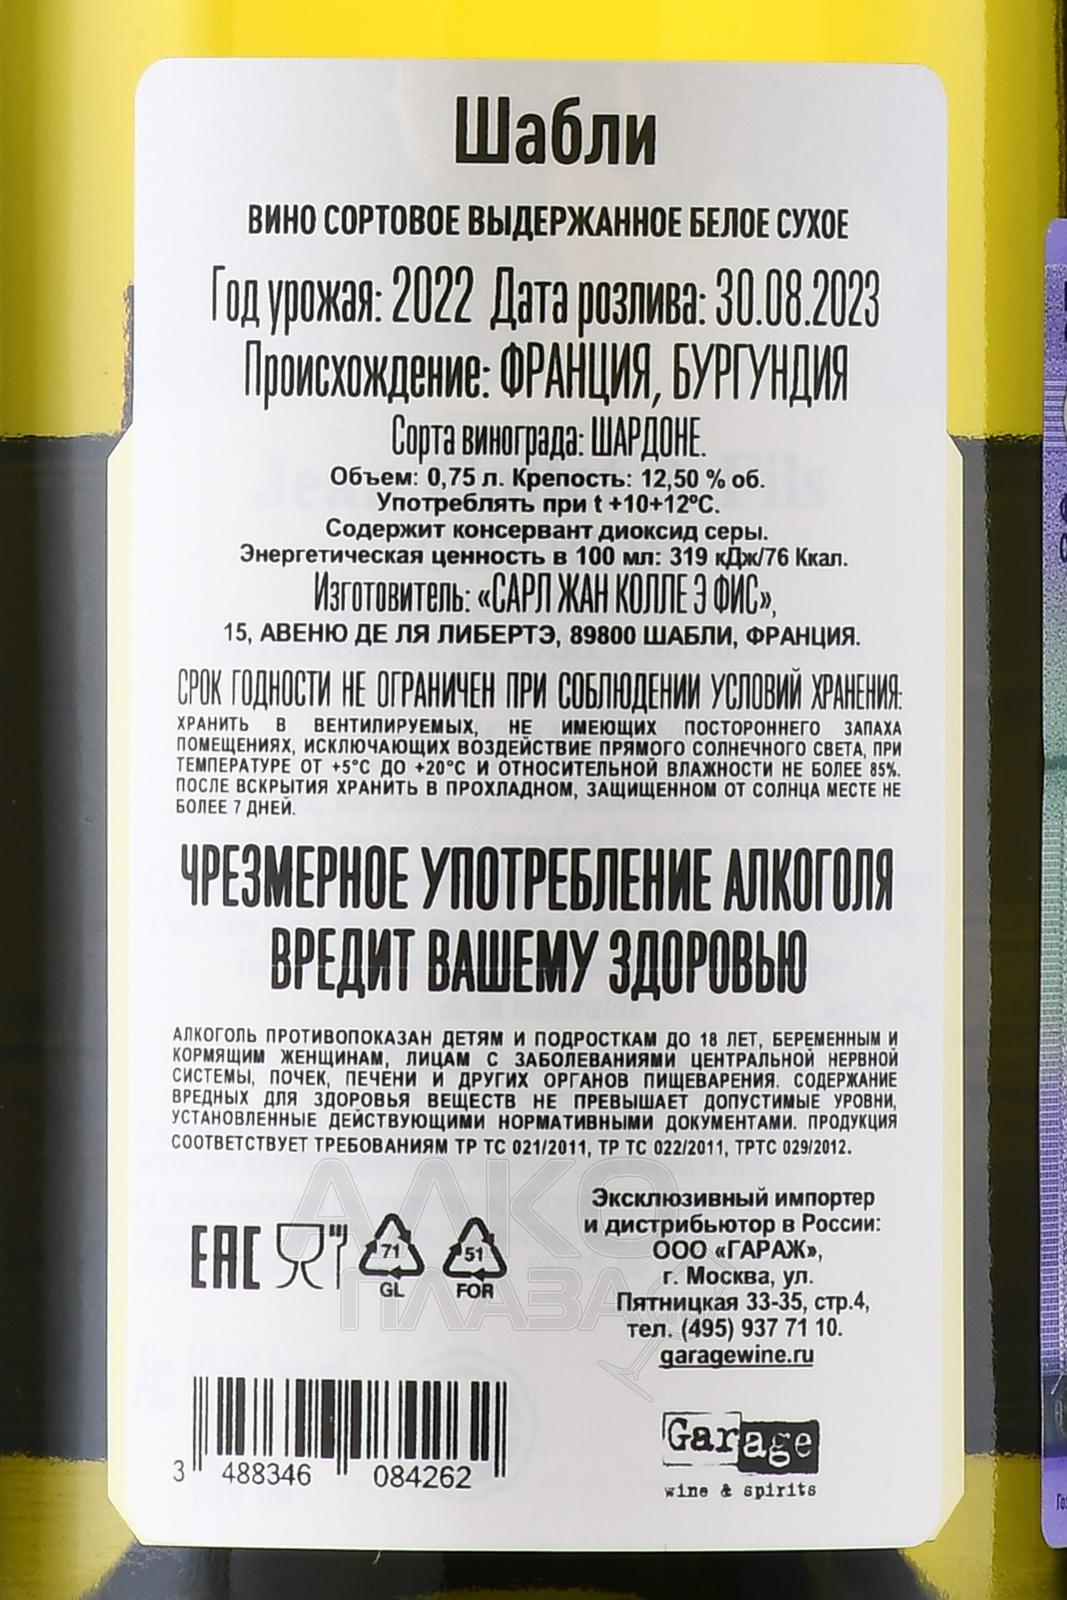 Шабли
ВИНО СОРТОВОЕ ВЫДЕРЖАННОЕ БЕЛОЕ СУХОЕ
Год урожая: 2022 Дата розлива: 30.08.2023
Происхождение: ФРАНЦИЯ, БУРГУНДИЯ
Сорта винограда: ШАРДОНЕ.
Объем: 0,75 л. Крепость: 12,50 % об.
Употреблять при t +10+12ºC.
Содержит консервант диоксид серы.
Энергетическая ценность в 100 мл: 319 кДж/76 Ккал.
Изготовитель: «САРЛ ЖАН КОЛЛЕ Э ФИС»,
15, АВЕНЮ ДЕ ЛЯ ЛИБЕРТЭ, 89800 ШАБЛИ, ФРАНЦИЯ.
СРОК ГОДНОСТИ НЕ ОГРАНИЧЕН ПРИ СОБЛЮДЕНИИ УСЛОВИЙ ХРАНЕНИЯ:
ХРАНИТЬ В ВЕНТИЛИРУЕМЫХ, НЕ ИМЕЮЩИХ ПОСТОРОННЕГО ЗАПАХА
ПОМЕЩЕНИЯХ, ИСКЛЮЧАЮЩИХ ВОЗДЕЙСТВИЕ ПРЯМОГО СОЛНЕЧНОГО СВЕТА, ПРИ
ТЕМПЕРАТУРЕ ОТ +5°C ДО +20°C И ОТНОСИТЕЛЬНОЙ ВЛАЖНОСТИ НЕ БОЛЕЕ 85%.
ПОСЛЕ ВСКРЫТИЯ ХРАНИТЬ В ПРОХЛАДНОМ, ЗАЩИЩЕННОМ ОТ СОЛНЦА МЕСТЕ НЕ
БОЛЕЕ 7 ДНЕЙ.
ЧРЕЗМЕРНОЕ УПОТРЕБЛЕНИЕ АЛКОГОЛЯ
ВРЕДИТ ВАШЕМУ ЗДОРОВЬЮ
АЛКОГОЛЬ ПРОТИВОПОКАЗАН ДЕТЯМ И ПОДРОСТКАМ ДО 18 ЛЕТ, БЕРЕМЕННЫМ И
КОРМЯЩИМ ЖЕНЩИНАМ, ЛИЦАМ С ЗАБОЛЕВАНИЯМИ ЦЕНТРАЛЬНОЙ НЕРВНОЙ
СИСТЕМЫ, ПОЧЕК, ПЕЧЕНИ И ДРУГИХ ОРГАНОВ ПИЩЕВАРЕНИЯ. СОДЕРЖАНИЕ
ВРЕДНЫХ ДЛЯ ЗДОРОВЬЯ ВЕЩЕСТВ НЕ ПРЕВЫШАЕТ ДОПУСТИМЫЕ УРОВНИ,
УСТАНОВЛЕННЫЕ ДЕЙСТВУЮЩИМИ НОРМАТИВНЫМИ ДОКУМЕНТАМИ. ПРОДУКЦИЯ
СООТВЕТСТВУЕТ ТРЕБОВАНИЯМ ТР ТС 021/2011, ТР ТС 022/2011, ТРТС 029/2012.
Эксклюзивный импортер
и дистрибьютор в России:
ООО «ГАРАЖ»,
г. Москва, ул.
Пятницкая 33-35, стр.4,
тел. (495) 937 71 10.
garagewine.ru
EAC
71
GL
51
FOR
АЛКО
ПЛАЗА
3 488346 084262
Garage
wine & spirits